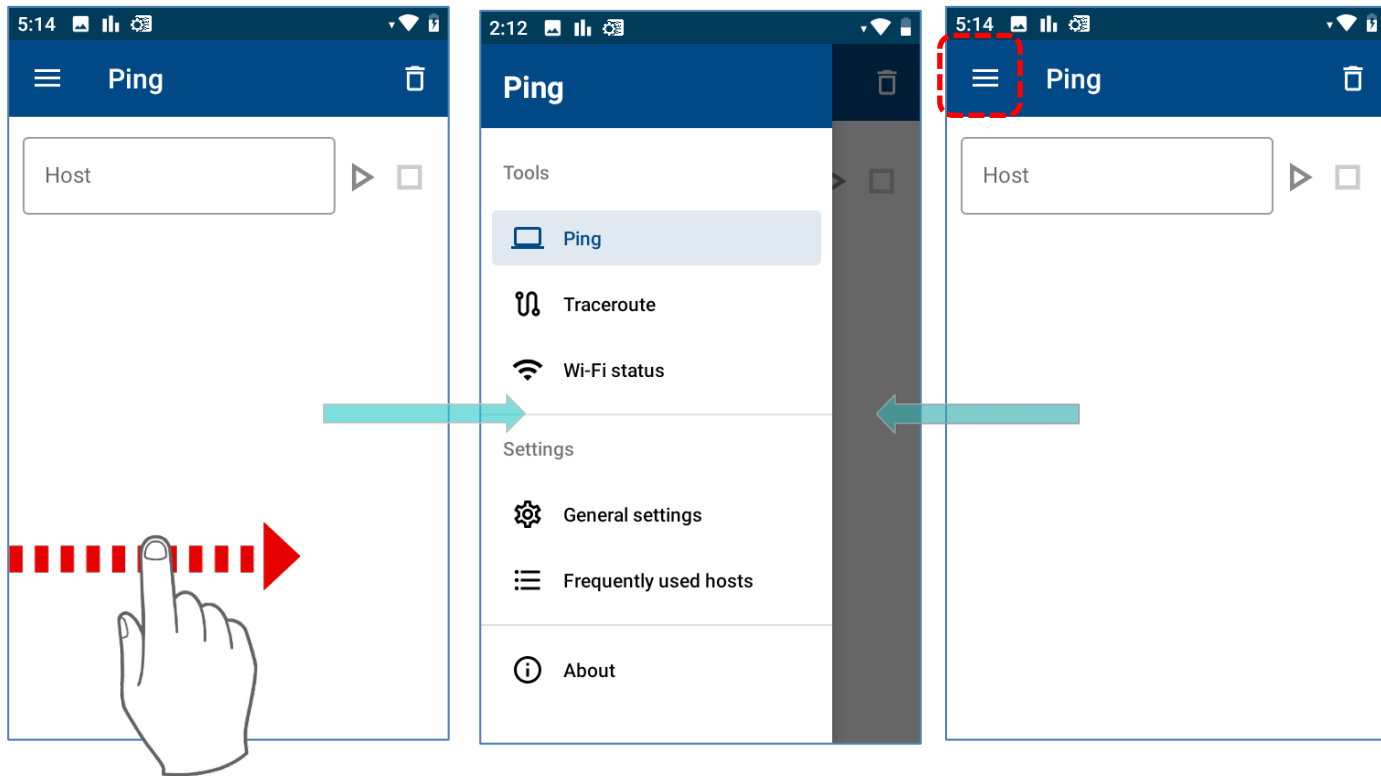 5:14
Ping
Host
2:12
Ping
Tools
Ping
Traceroute
Wi-Fi status
Settings
General settings
Frequently used hosts
About
5:14
Ping
Host